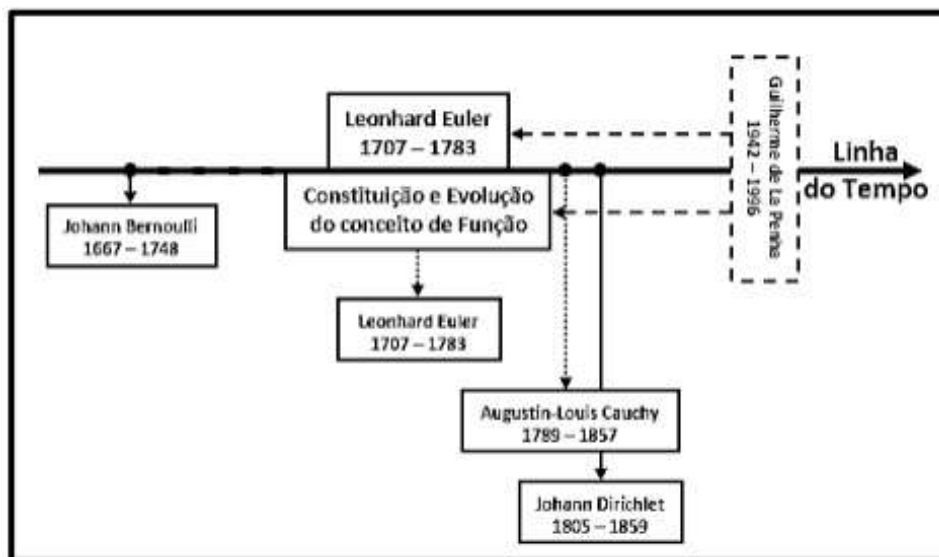 Leonhard Euler
1707 – 1783
Guilherme de La Penha
1942 – 1996
Linha
do Tempo
Constituição e Evolução
do conceito de Função
Johann Bernoulli
1667 – 1748
Leonhard Euler
1707 – 1783
Augustin-Louis Cauchy
1789 – 1857
Johann Dirichlet
1805 – 1859